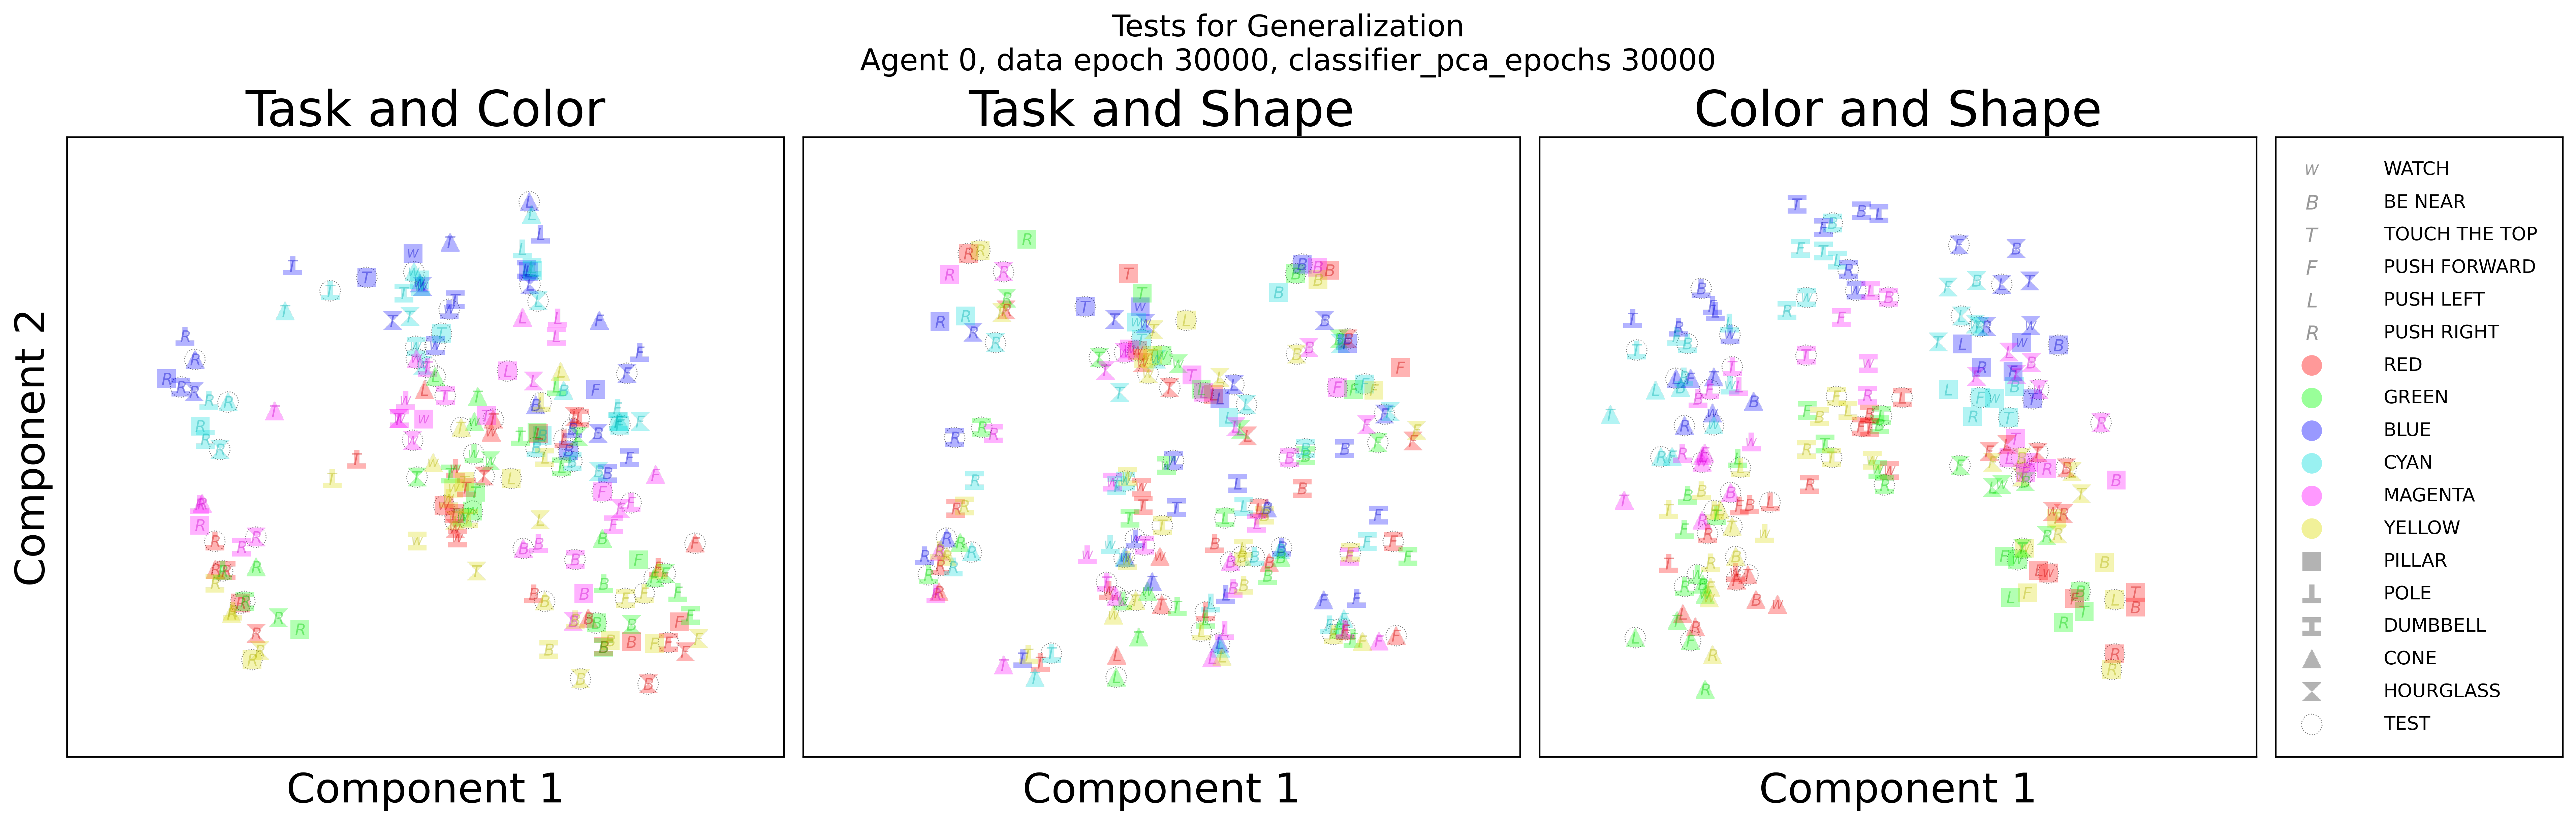 Tests for Generalization
Agent 0, data epoch 30000, classifier_pca_epochs 30000
Task and Color
Task and Shape
Color and Shape
Component 2
Component 1
Component 1
Component 1
W WATCH
B BE NEAR
T TOUCH THE TOP
F PUSH FORWARD
L PUSH LEFT
R PUSH RIGHT
RED
GREEN
BLUE
CYAN
MAGENTA
YELLOW
PILLAR
POLE
DUMBBELL
CONE
HOURGLASS
TEST